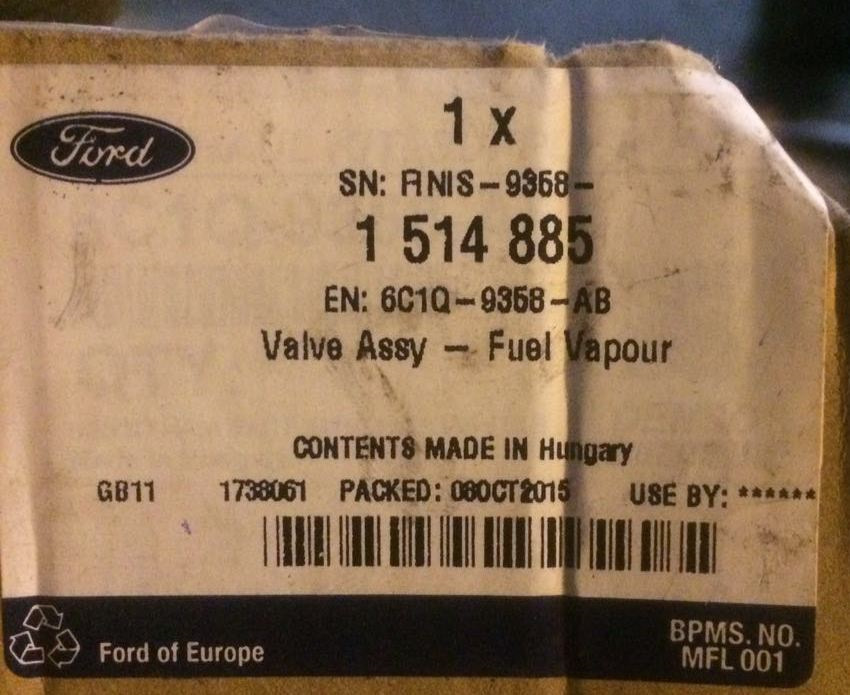 Ford
1 x
SN: FINIS-9358-
1 514 885
EN: 6C1Q-9358-AB
Valve Assy - Fuel Vapour
CONTENTS MADE IN Hungary
GB11 1738061 PACKED: 08OCT2015 USE BY: ******
Ford of Europe
BPMS. NO.
MFL 001